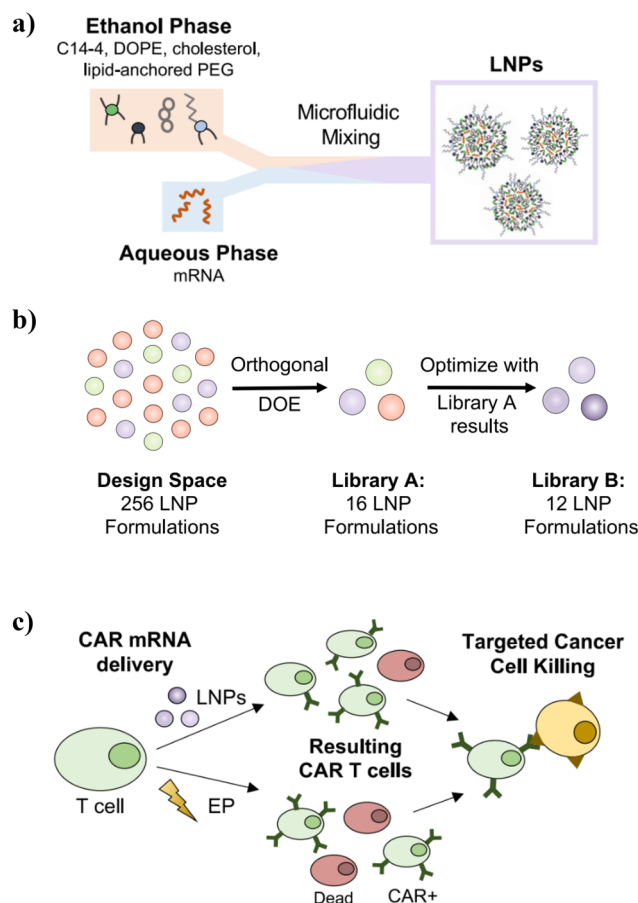 a)
Ethanol Phase
C14-4, DOPE, cholesterol,
lipid-anchored PEG
LNPs
Microfluidic
Mixing
Aqueous Phase
mRNA
b)
Orthogonal
DOE
Optimize with
Library A
results
Design Space
256 LNP
Formulations
Library A:
16 LNP
Formulations
Library B:
12 LNP
Formulations
c)
CAR mRNA
delivery
LNPs
T cell
EP
Resulting
CAR T cells
Dead
CAR+
Targeted Cancer
Cell Killing